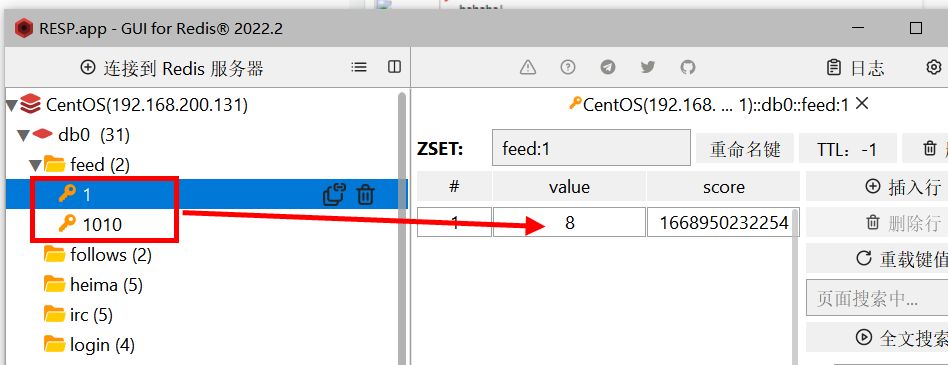 RESP.app - GUI for Redis® 2022.2
连接到 Redis 服务器
日志
CentOS(192.168.200.131)
db0 (31)
feed (2)
1
1010
follows (2)
heima (5)
irc (5)
login (4)
CentOS(192.168. ... 1)::db0::feed:1
ZSET:
feed:1
重命名键
TTL: -1
# value score
1 8 1668950232254
插入行
删除行
重载键值
页面搜索中...
全文搜索